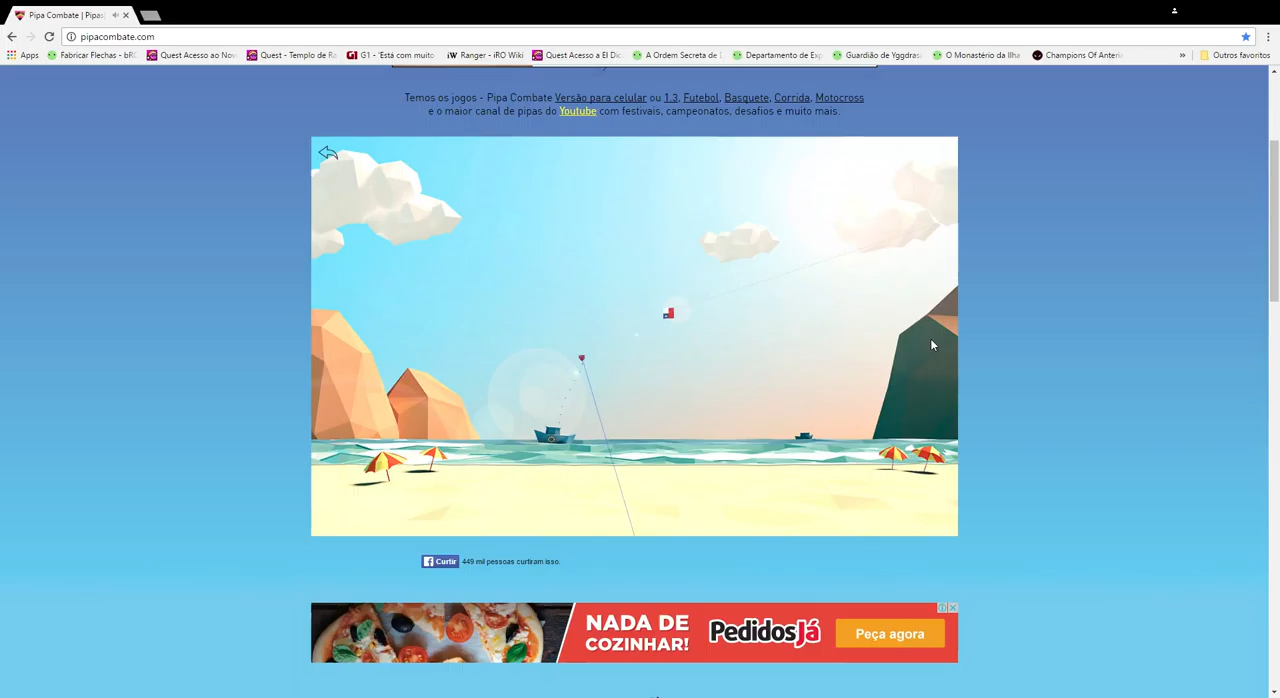 Pipa Combate | Pipas
pipacombate.com
Apps Fabricar Flechas - bRO Quest Acesso ao Nov Quest - Templo de Ra G1 - 'Está com muito Ranger - iRO Wiki Quest Acesso a El Dic A Ordem Secreta de Departamento de Exp Guardião de Yggdras O Monastério da Ilha Champions Of Anteri » Outros favoritos
Temos os jogos - Pipa Combate Versão para celular ou 1.3, Futebol, Basquete, Corrida, Motocross
e o maior canal de pipas do Youtube com festivais, campeonatos, desafios e muito mais.
Curtir 449 mil pessoas curtiram isso.
NADA DE
COZINHAR!
PedidosJá
Peça agora